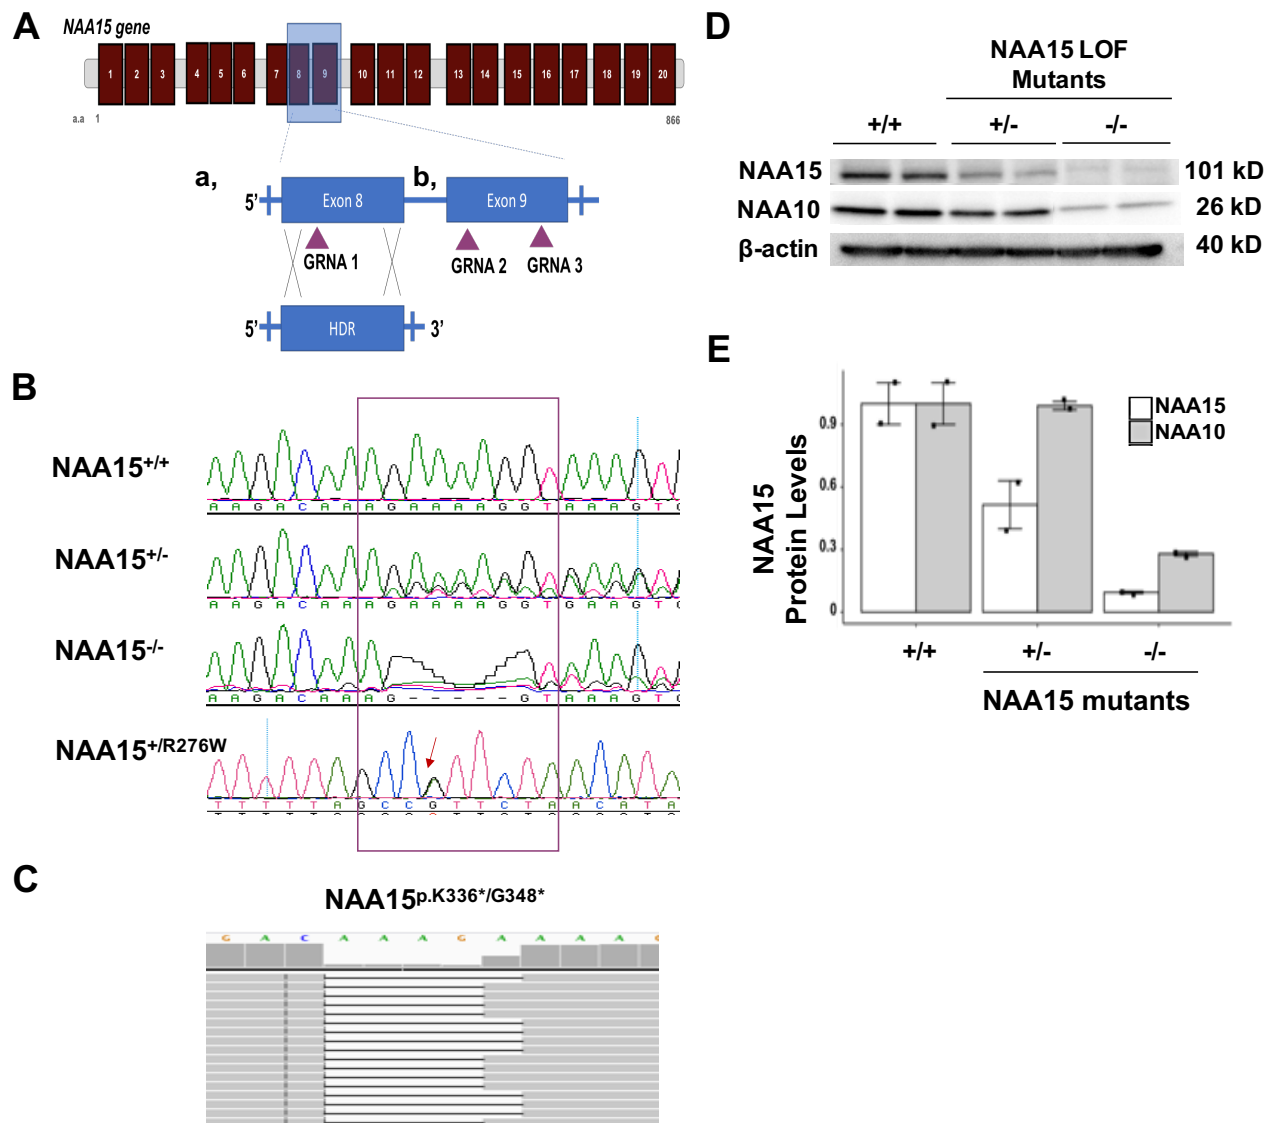 A
NAA15 gene
1 2 3 4 5 6 7 8 9 10 11 12 13 14 15 16 17 18 19 20
a.a 1 866
a, b,
5' Exon 8 Exon 9
GRNA 1 GRNA 2 GRNA 3
5' HDR 3'
B
NAA15+/+
A A G A C A A A G A A A A G G T A A A G T
NAA15+/-
A A G A C A A A G A A A A G G T G A A G T
NAA15-/-
A A G A C A A A G - - - - - G T A A A G T
NAA15+/R276W
T T T T T A G C C G T T C T A A C A T A
C
NAA15p.K336*/G348*
G A C A A A G A A A A G
D
NAA15 LOF
Mutants
+/+ +/- -/-
NAA15 101 kD
NAA10 26 kD
β-actin 40 kD
E
NAA15
Protein Levels
0.9
0.6
0.3
0
NAA15
NAA10
+/+ +/- -/-
NAA15 mutants